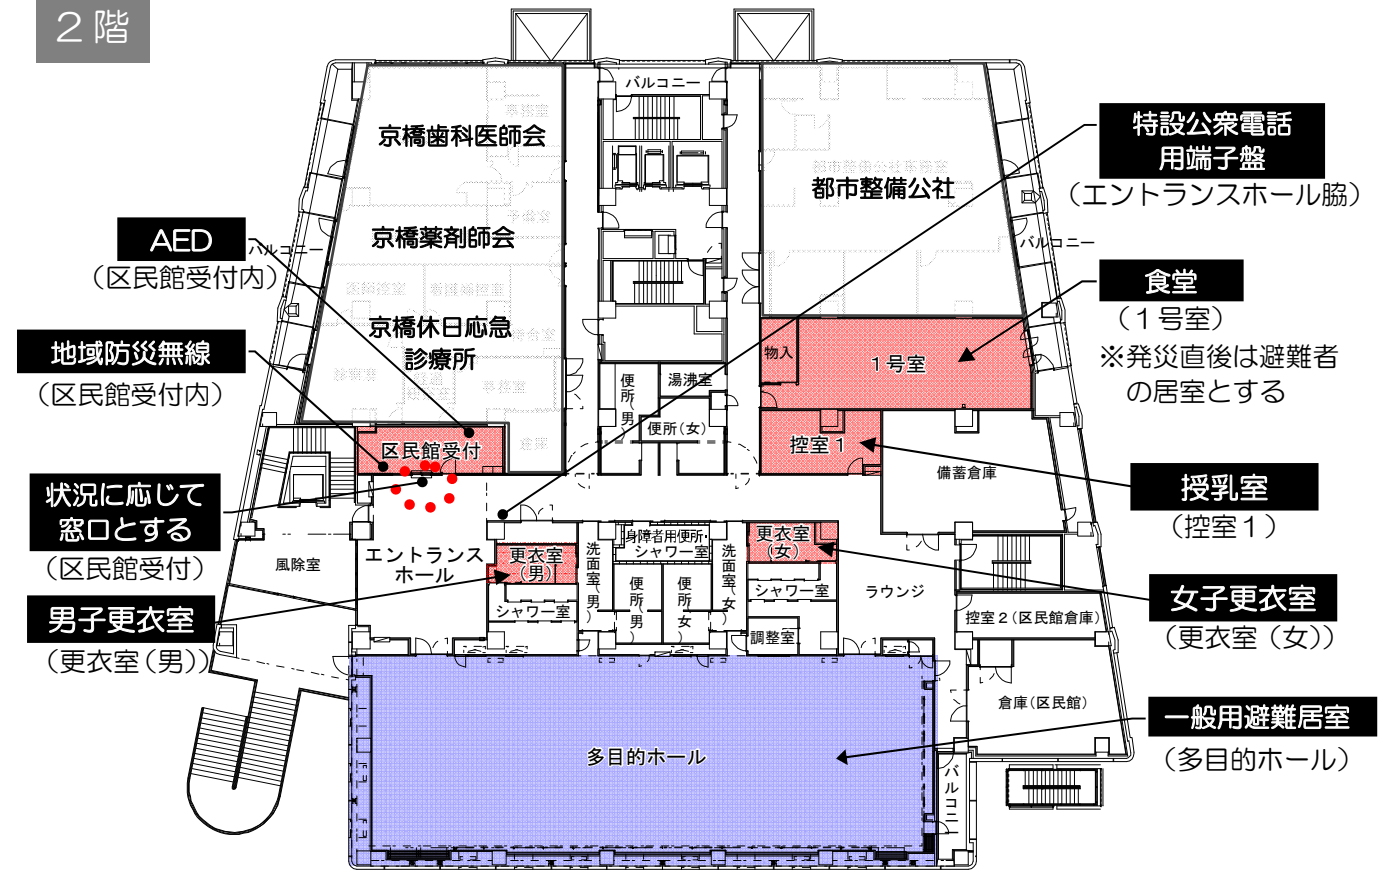 2階
バルコニー
特設公衆電話
用端子盤
(エントランスホール脇)
京橋歯科医師会
都市整備公社
AED
(区民館受付内)
バルコニー
京橋薬剤師会
バルコニー
食堂
(1号室)
※発災直後は避難者
の居室とする
京橋休日応急
診療所
地域防災無線
(区民館受付内)
物入
1号室
便所(男)
湯沸室
便所(女)
区民館受付
控室1
備蓄倉庫
授乳室
(控室1)
状況に応じて
窓口とする
(区民館受付)
風除室
エントランス
ホール
更衣室
(男)
洗面室(男)
身障者用便所・
シャワー室
洗面室(女)
更衣室
(女)
ラウンジ
シャワー室
便所(男)
便所(女)
シャワー室
調整室
控室2(区民館倉庫)
女子更衣室
(更衣室(女))
男子更衣室
(更衣室(男))
倉庫(区民館)
一般用避難居室
(多目的ホール)
多目的ホール
バルコニー